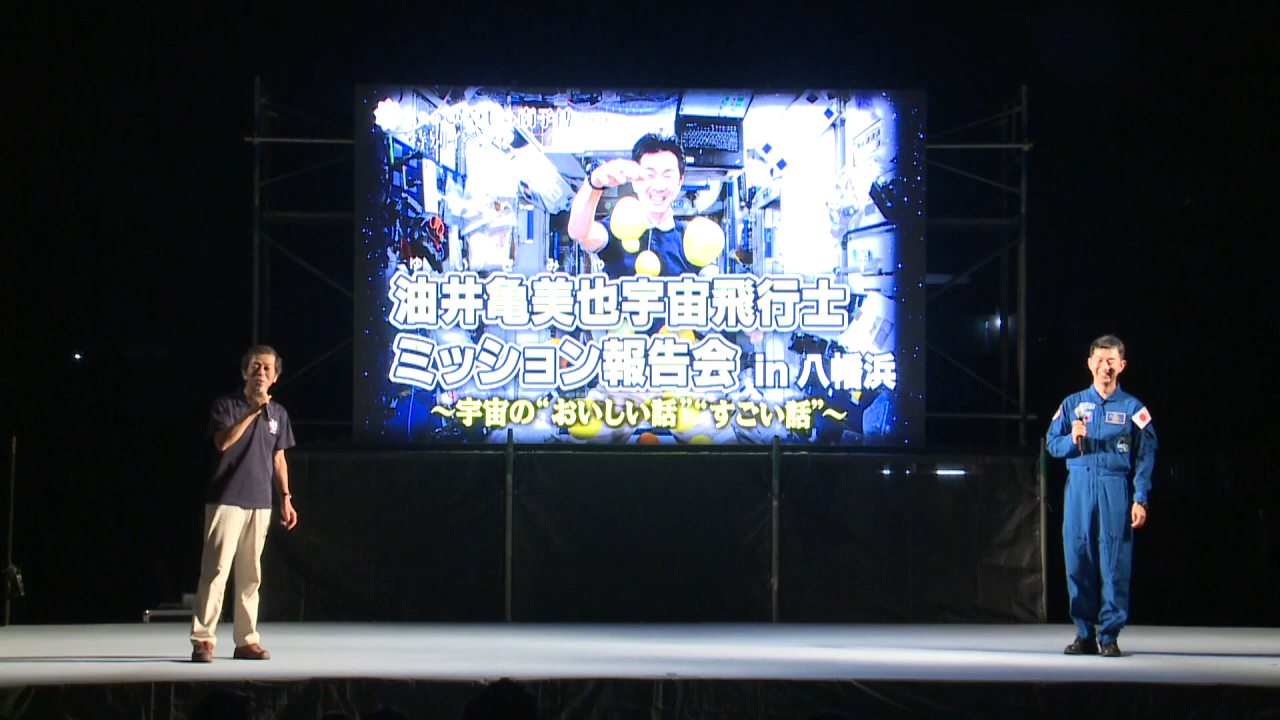 油井亀美也宇宙飛行士
ミッション報告会 in 八幡浜
～宇宙の“おいしい話”“すごい話”～